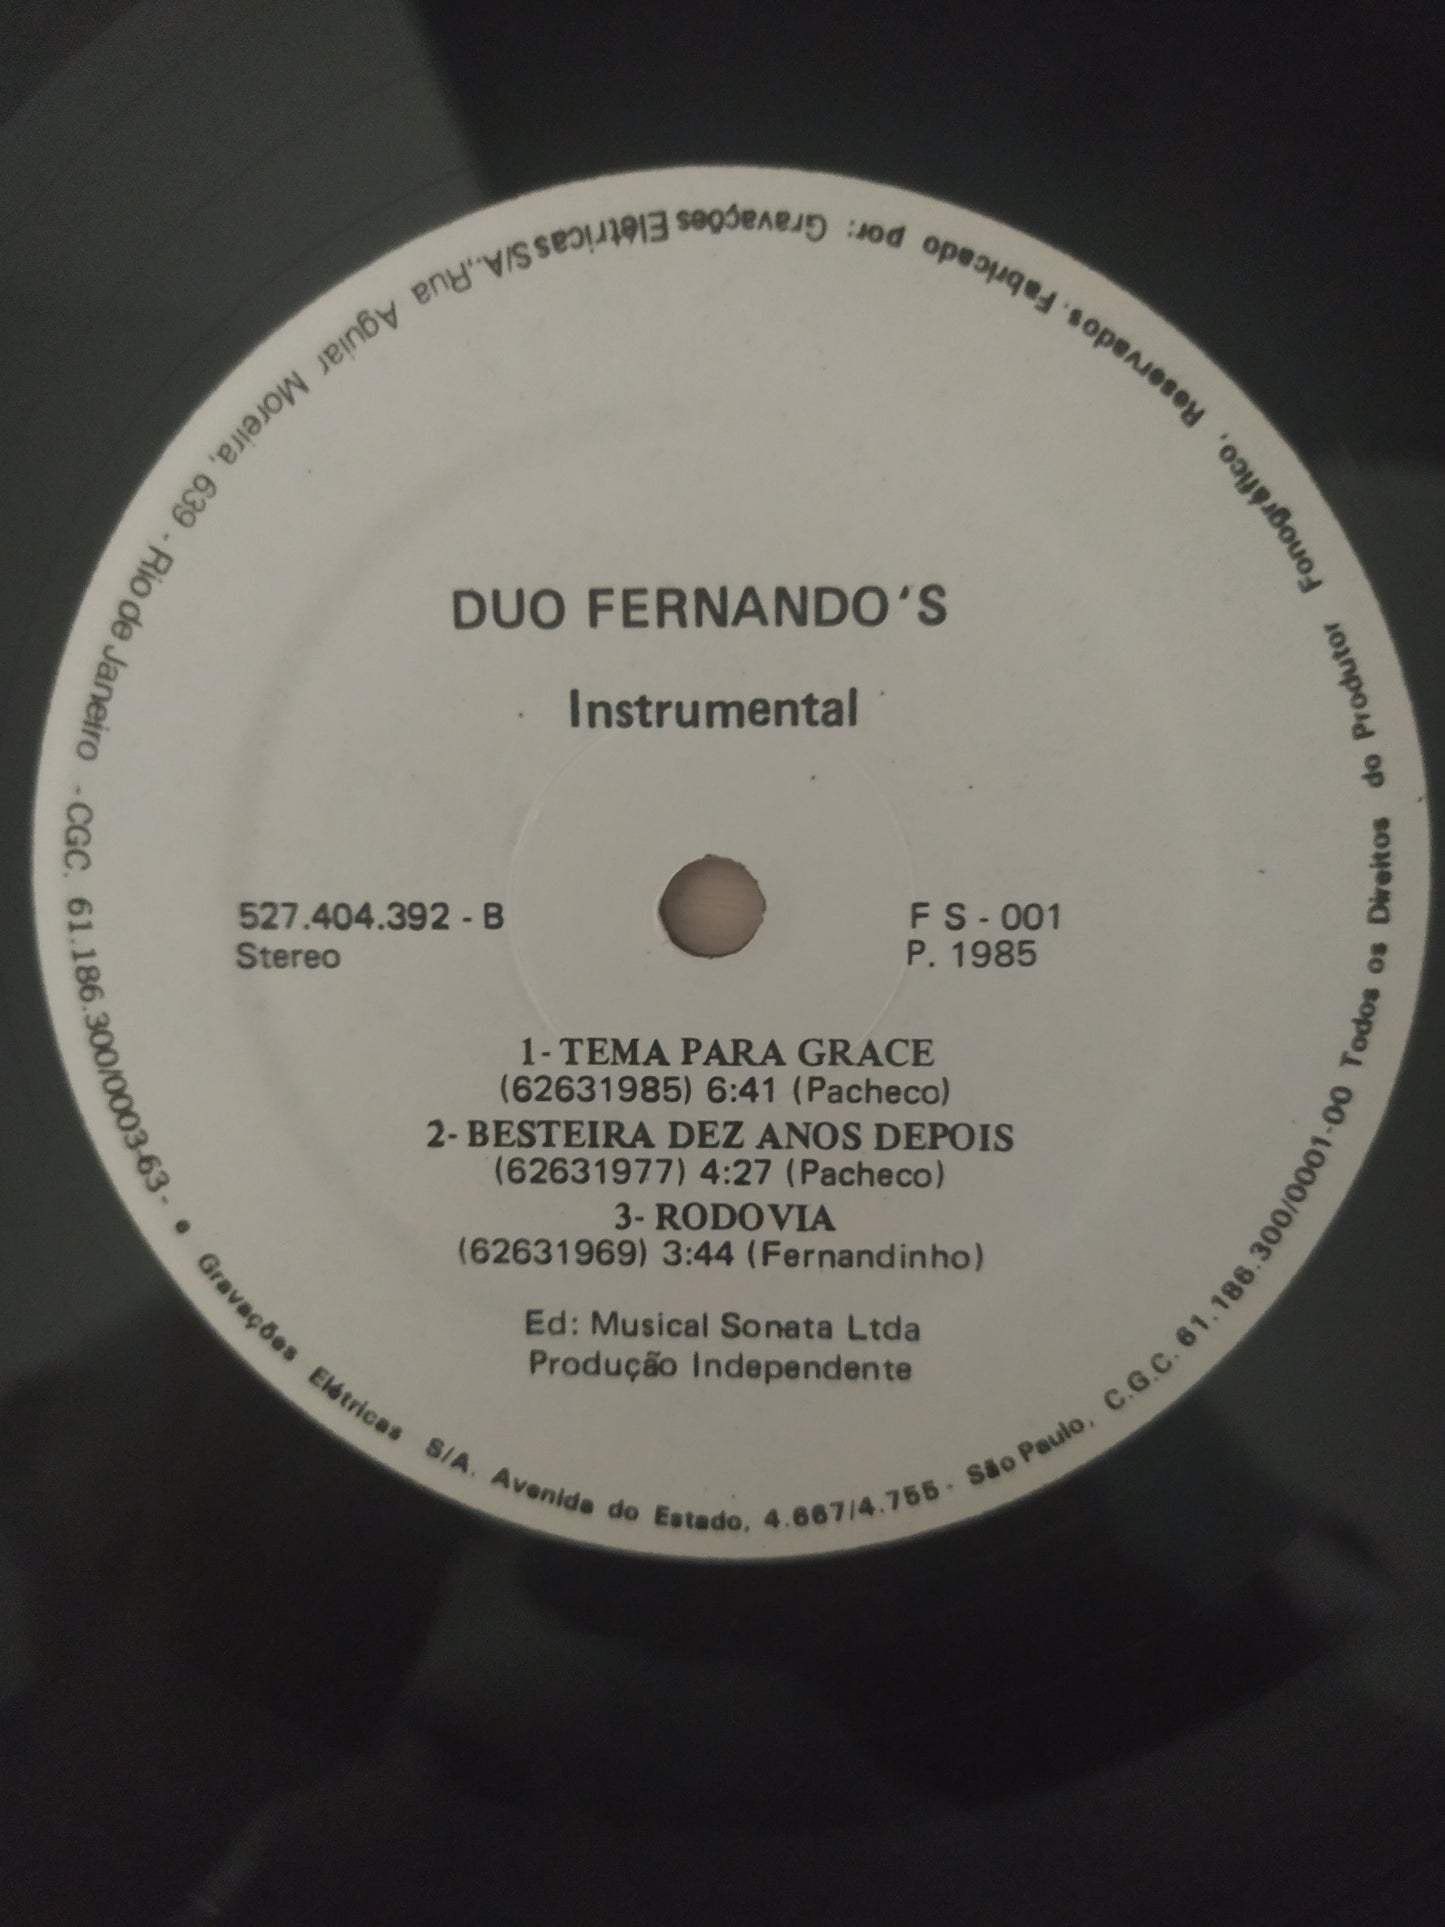 DUO FERNANDO'S
Instrumental
527.404.392 - B
Stereo
F S - 001
P. 1985
1- TEMA PARA GRACE
(62631985) 6:41 (Pacheco)
2- BESTEIRA DEZ ANOS DEPOIS
(62631977) 4:27 (Pacheco)
3- RODOVIA
(62631969) 3:44 (Fernandinho)
Ed: Musical Sonata Ltda
Produção Independente
• Gravações Elétricas S/A. Avenida do Estado, 4.667/4.755 - São Paulo, C.G.C. 61.186.300/0001-00 Todos os Direitos do Produtor Fonográfico, Reservados. Fabricado por: Gravações Elétricas S/A., Rua Aguiar Moreira, 639 - Rio de Janeiro - CGC. 61.186.300/0003-63 -